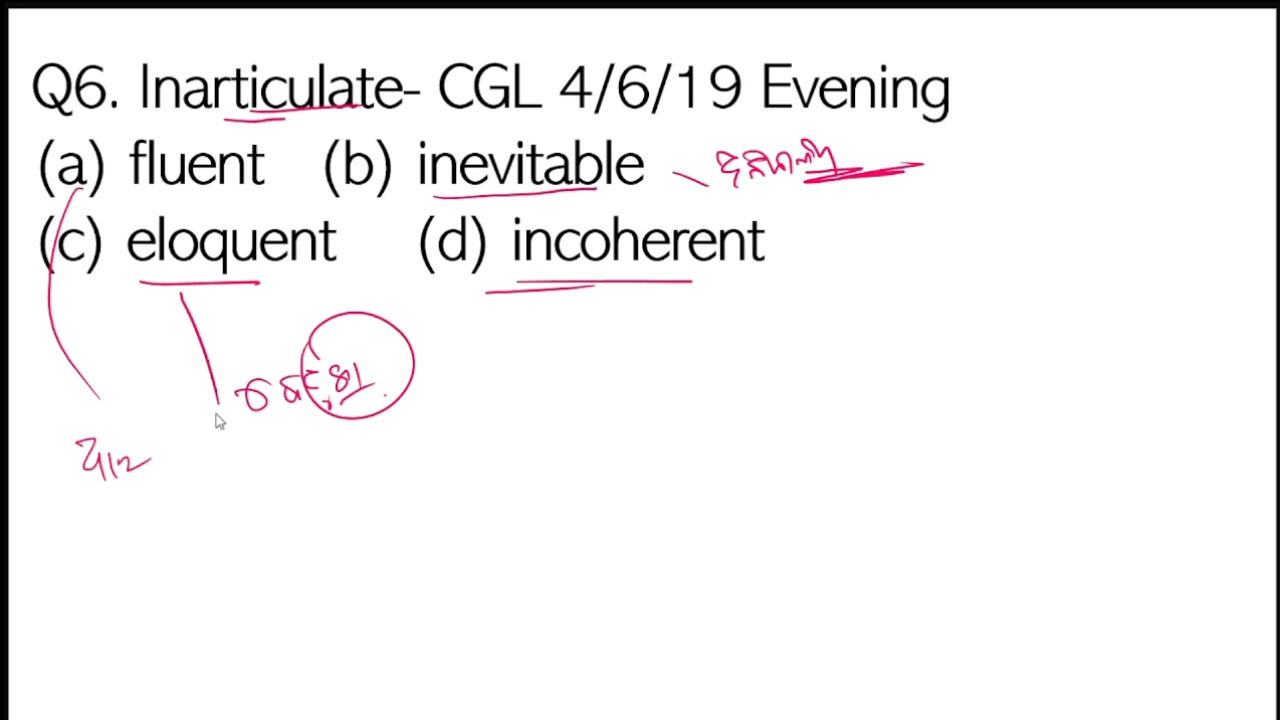 Q6. Inarticulate- CGL 4/6/19 Evening
(a) fluent (b) inevitable
(c) eloquent (d) incoherent